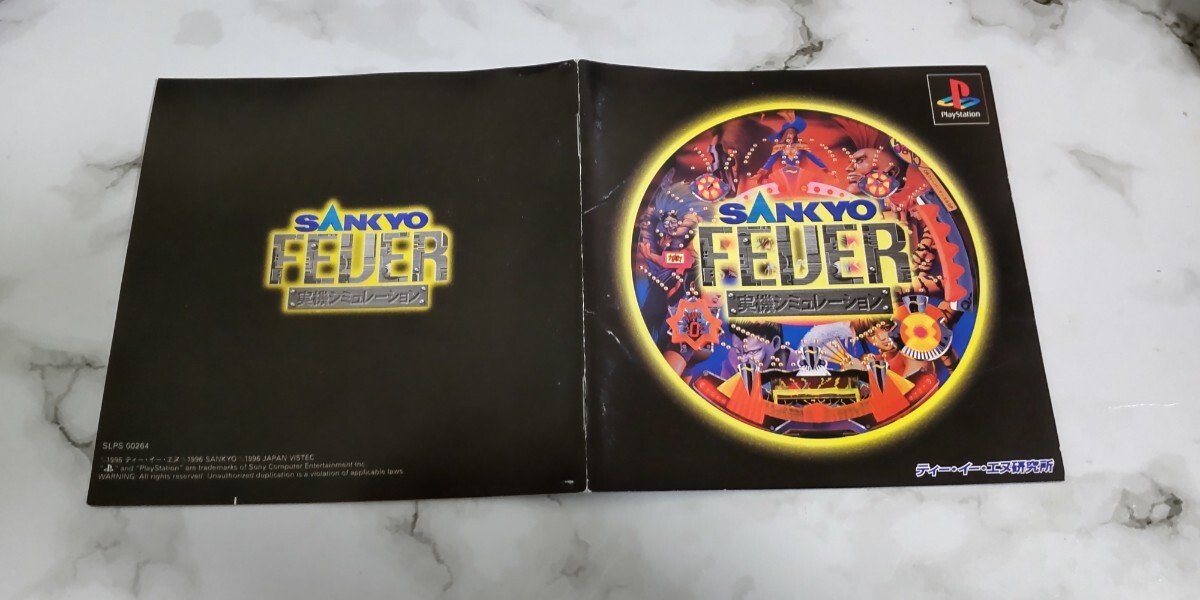 SANKYO
FEVER
実機シミュレーション
SLPS 00264
©1996 ティー・イー・エヌ ©1996 SANKYO ©1996 JAPAN VISTEC
" " and "PlayStation" are trademarks of Sony Computer Entertainment Inc.
WARNING: All rights reserved. Unauthorized duplication is a violation of applicable laws.
PlayStation
SANKYO
FEVER
実機シミュレーション
ティー・イー・エヌ研究所